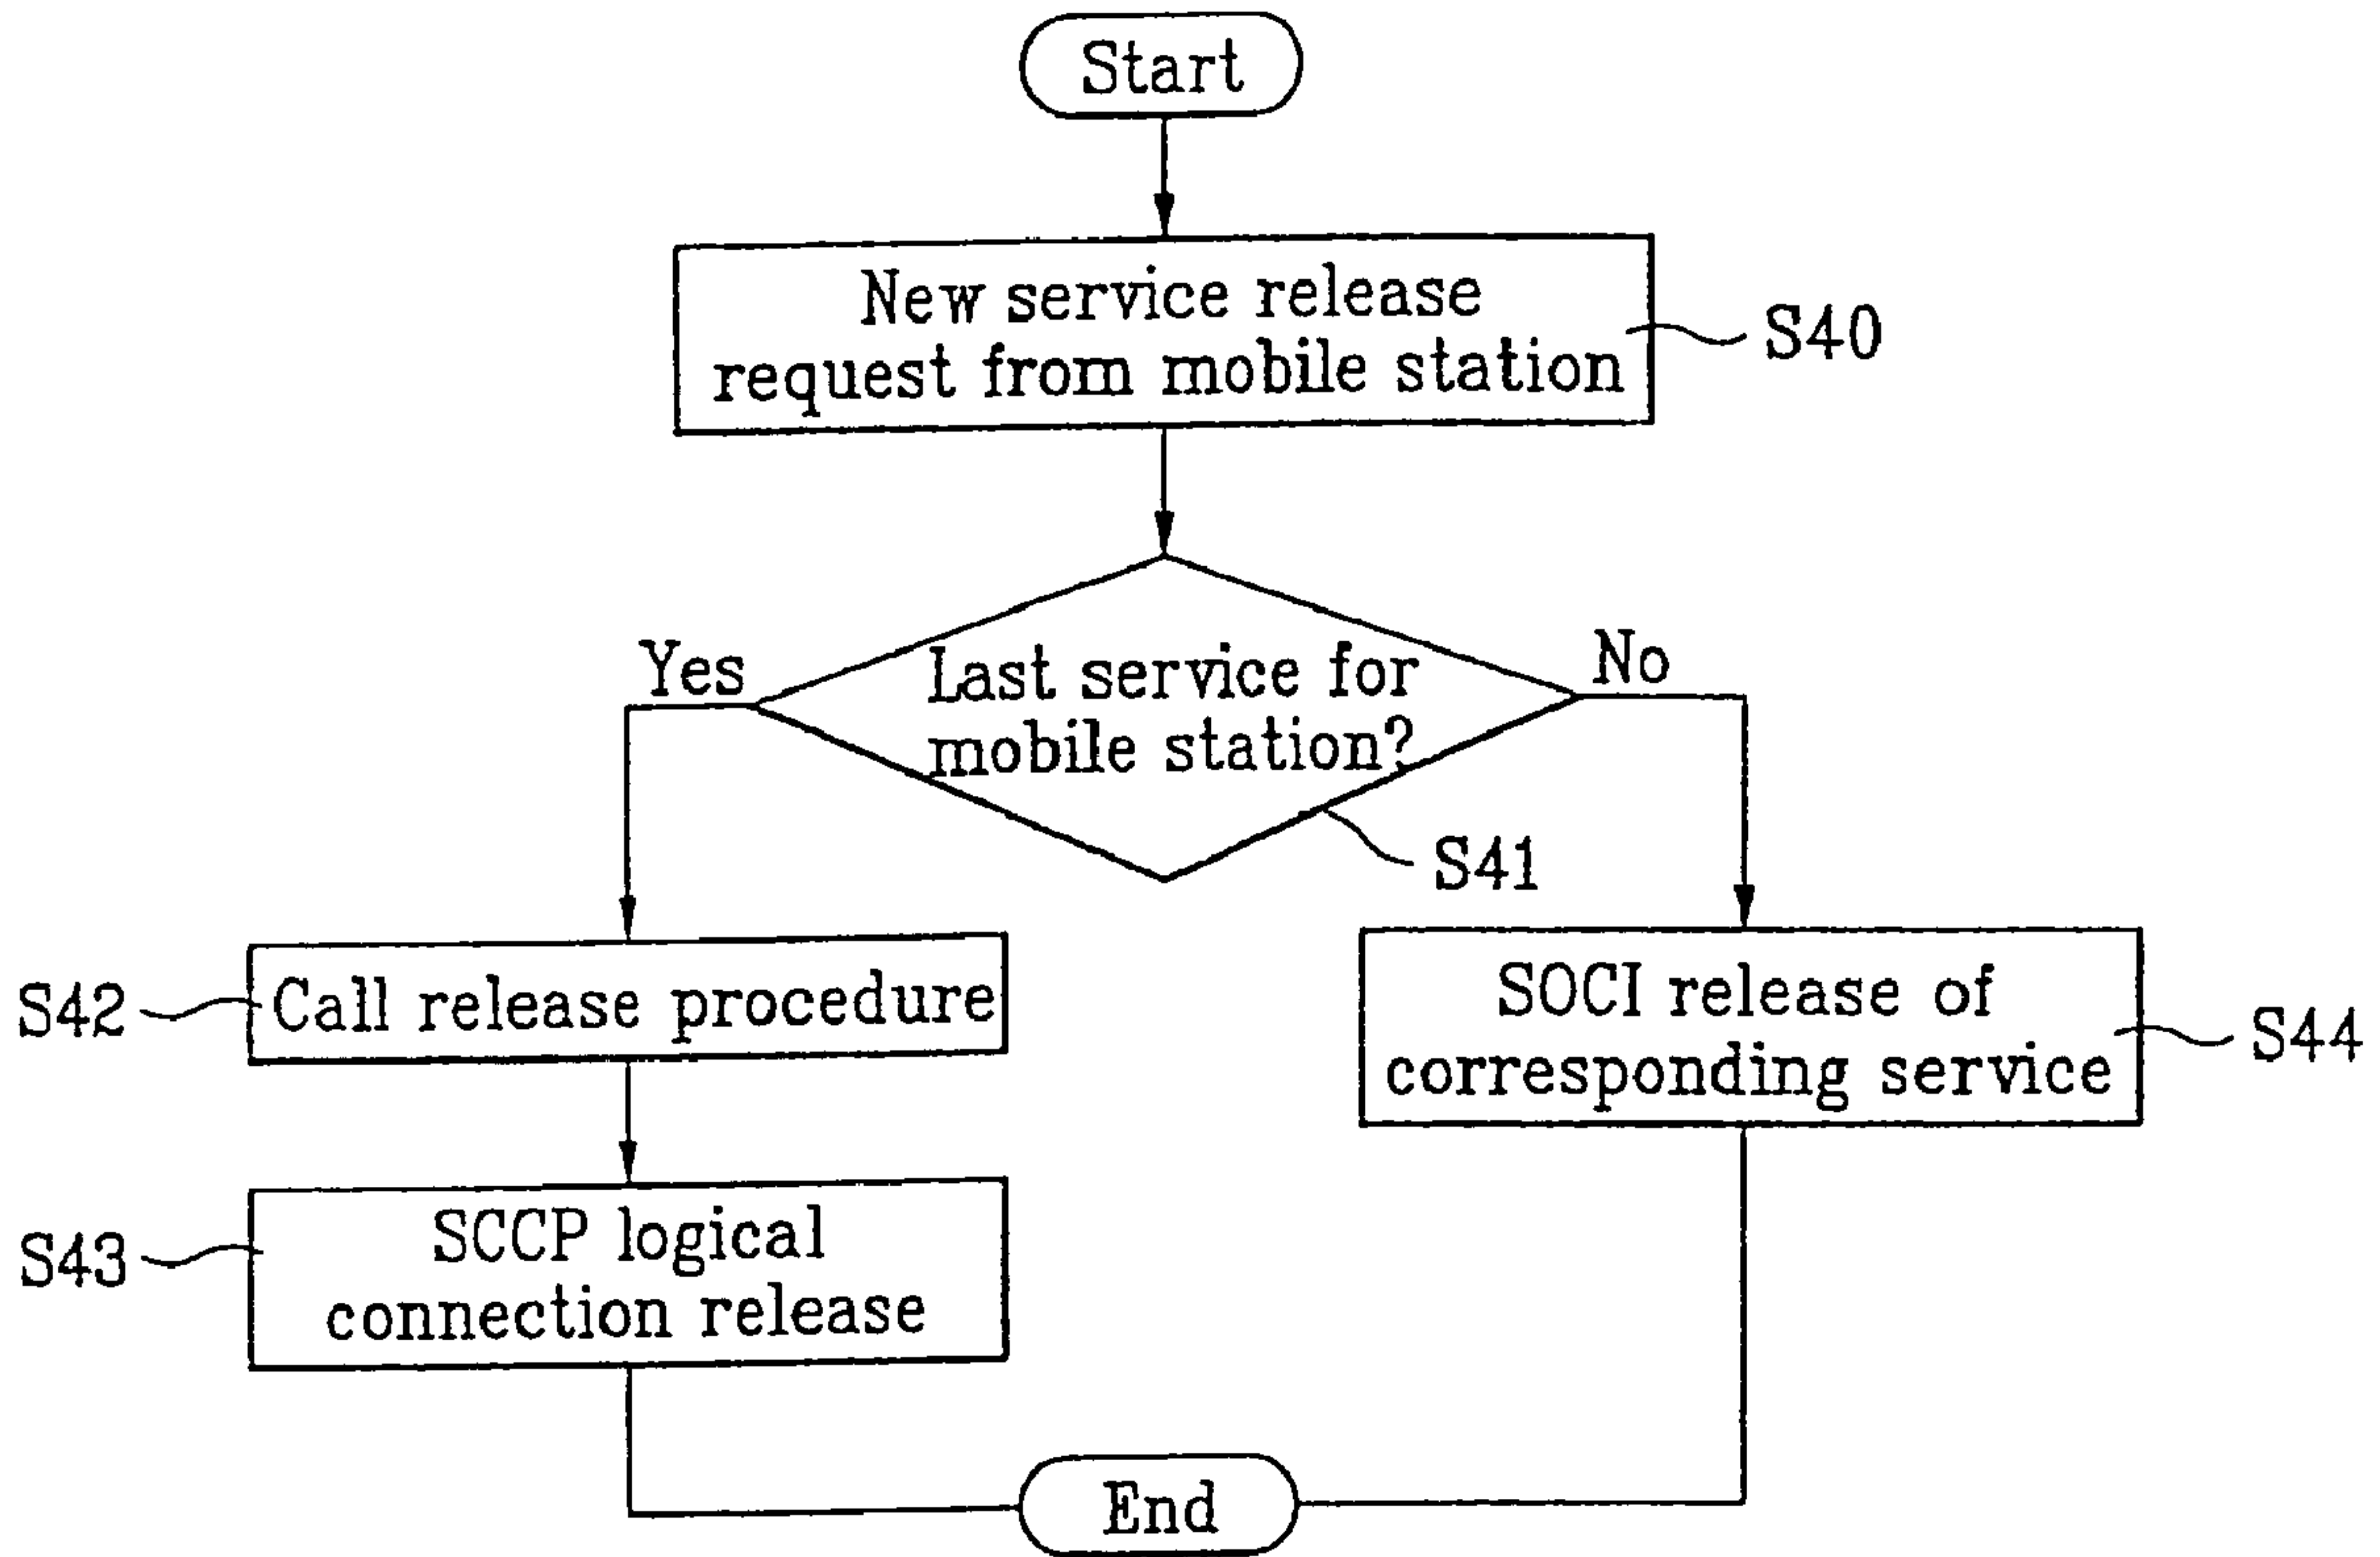 Start
New service release
request from mobile station
S40
Yes
No
Last service for
mobile station?
S41
S42
Call release procedure
SOCI release of
corresponding service
S44
S43
SCCP logical
connection release
End